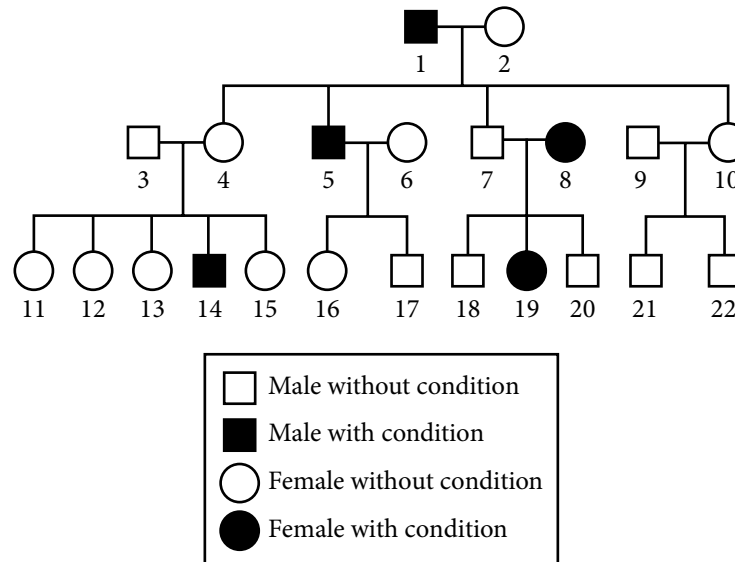 1 2
3 4 5 6 7 8 9 10
11 12 13 14 15 16 17 18 19 20 21 22
Male without condition
Male with condition
Female without condition
Female with condition